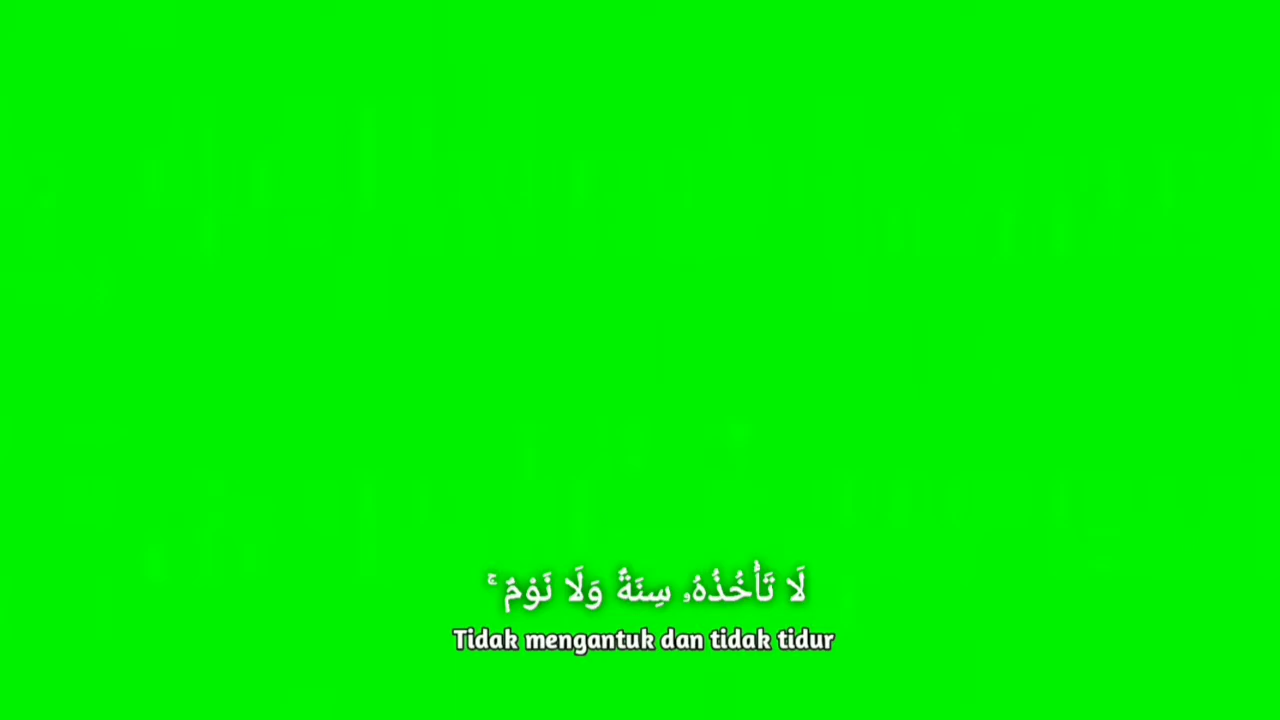 لَا تَأْخُذُهُۥ سِنَةٌ وَلَا نَوْمٌ ۚ
Tidak mengantuk dan tidak tidur